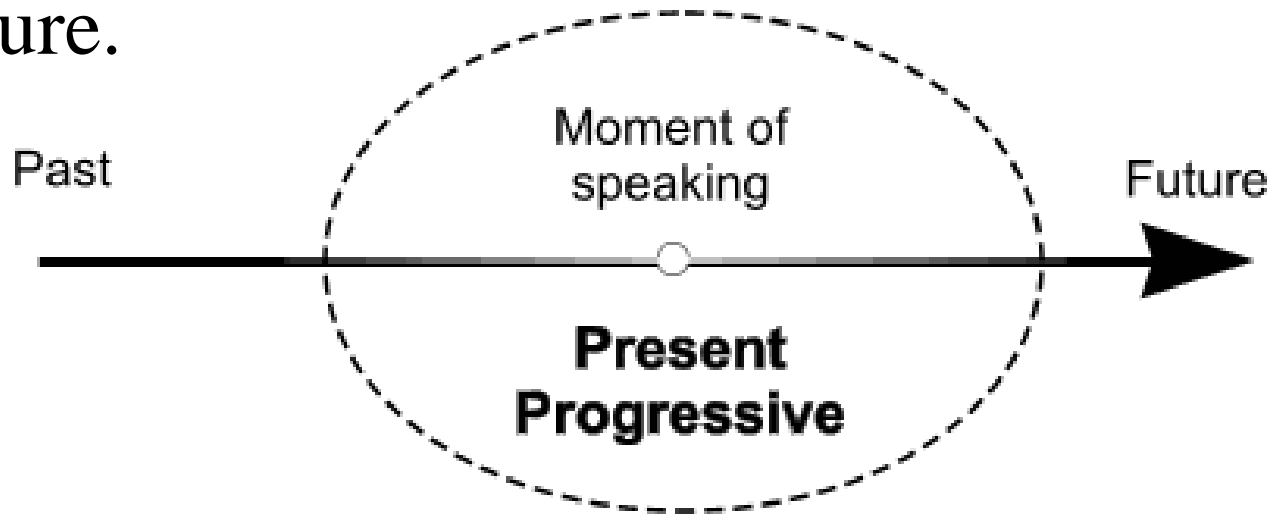 ure.
Moment of
speaking
Past
Future
Present
Progressive